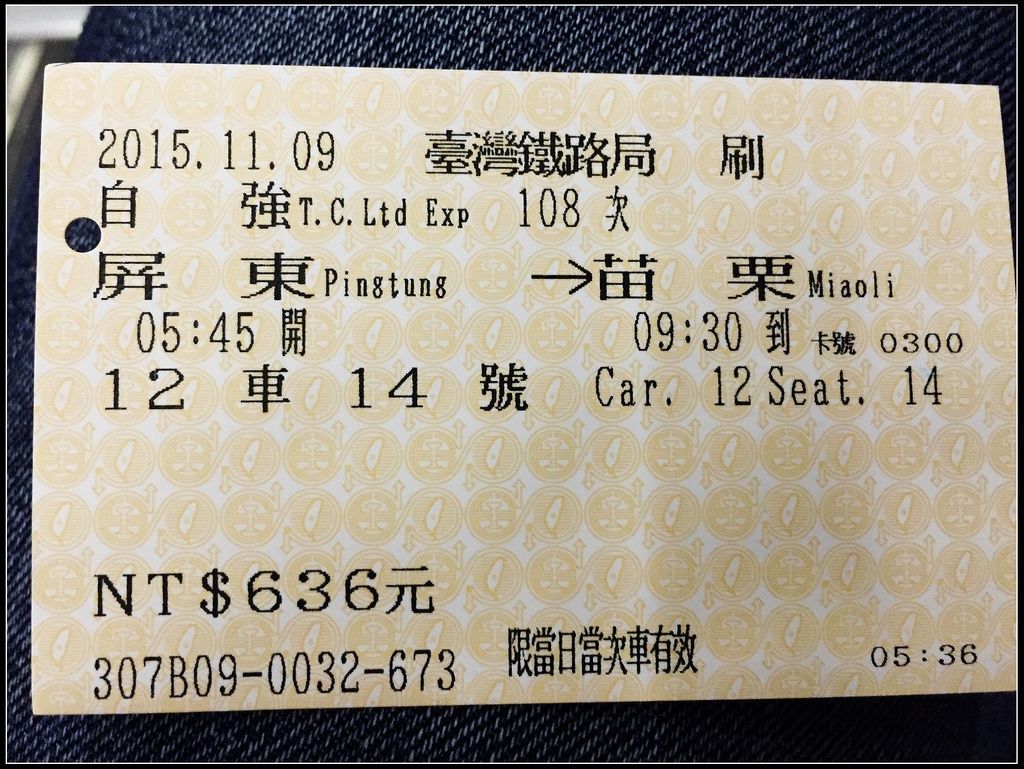 2015.11.09 臺灣鐵路局 刷
自強 T.C.Ltd Exp 108 次
屏東 Pingtung →苗栗 Miaoli
05:45 開 09:30 到 卡號 0300
12 車 14 號 Car. 12 Seat. 14
NT$636元
307B09-0032-673 限當日當次車有效 05:36